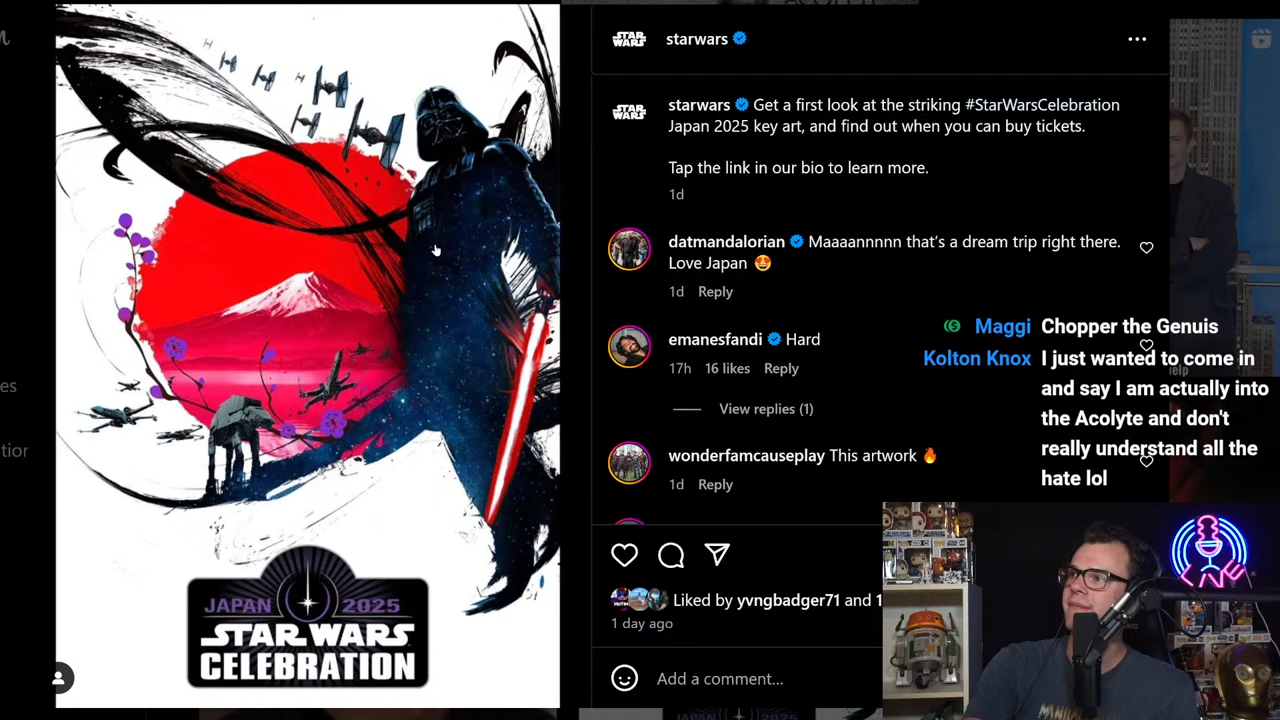 JAPAN 2025
STAR WARS
CELEBRATION
STAR
WARS
starwars
STAR
WARS
starwars Get a first look at the striking #StarWarsCelebration
Japan 2025 key art, and find out when you can buy tickets.
Tap the link in our bio to learn more.
1d
datmandalorian Maaaannnnn that's a dream trip right there.
Love Japan 😍
1d Reply
emanesfandi Hard
17h 16 likes Reply
View replies (1)
wonderfamcauseplay This artwork 🔥
1d Reply
Liked by yvngbadger71 and 1
1 day ago
Add a comment...
Maggi Chopper the Genuis
Kolton Knox I just wanted to come in
and say I am actually into
the Acolyte and don't
really understand all the
hate lol